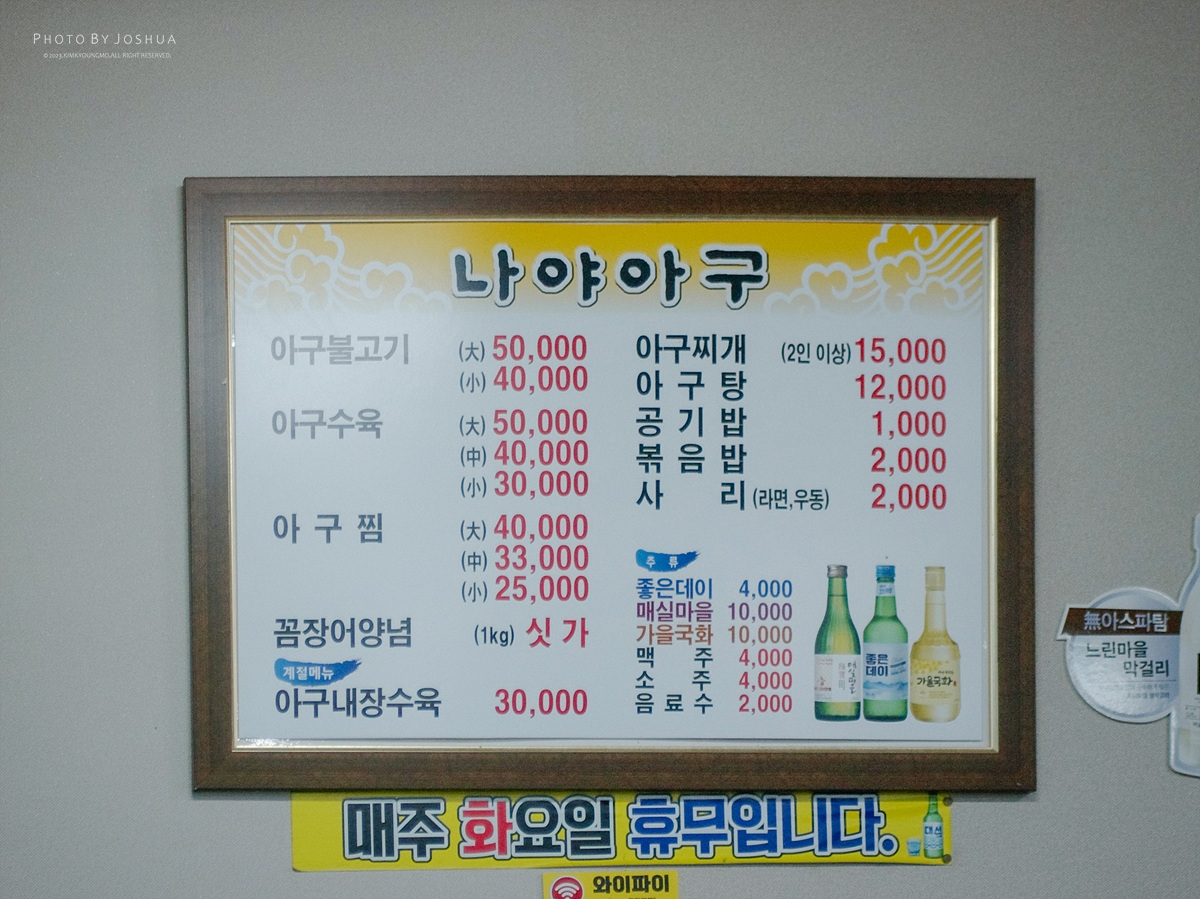 PHOTO BY JOSHUA
© 2023.KIMKYOUNGMO.ALL RIGHT RESERVED.
나야아구
아구불고기 (大) 50,000
(小) 40,000
아구수육 (大) 50,000
(中) 40,000
(小) 30,000
아 구 찜 (大) 40,000
(中) 33,000
(小) 25,000
꼼장어양념 (1kg) 싯 가
계절메뉴
아구내장수육 30,000
아구찌개 (2인 이상) 15,000
아 구 탕 12,000
공 기 밥 1,000
볶 음 밥 2,000
사 리 (라면,우동) 2,000
주 류
좋은데이 4,000
매실마을 10,000
가을국화 10,000
맥 주 4,000
소 주 4,000
음 료 수 2,000
좋은
데이
가을국화
無아스파탐
느린마을
막걸리
매주 화요일 휴무입니다.
대선
와이파이